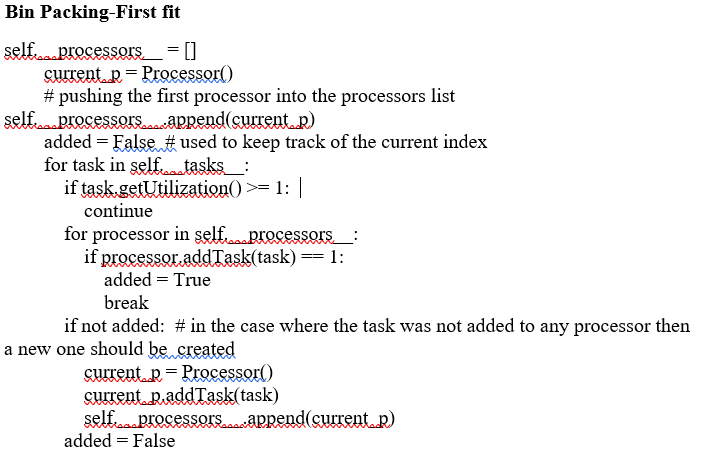 Bin Packing-First fit
self.__processors__ = []
current_p = Processor()
# pushing the first processor into the processors list
self.__processors__.append(current_p)
added = False  # used to keep track of the current index
for task in self.__tasks__:
if task.getUtilization() >= 1:
continue
for processor in self.__processors__:
if processor.addTask(task) == 1:
added = True
break
if not added:  # in the case where the task was not added to any processor then
a new one should be  created
current_p = Processor()
current_p.addTask(task)
self.__processors__.append(current_p)
added = False